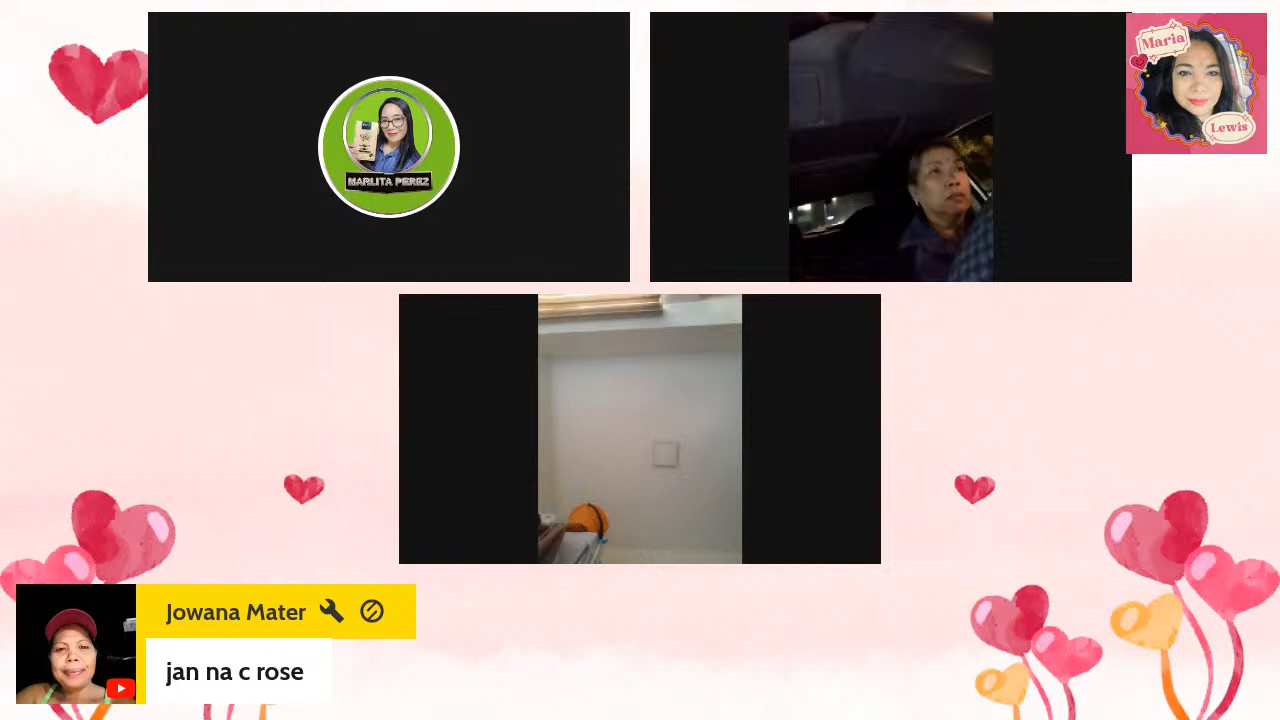 MARLITA PEREZ
Maria
Lewis
Jowana Mater
jan na c rose